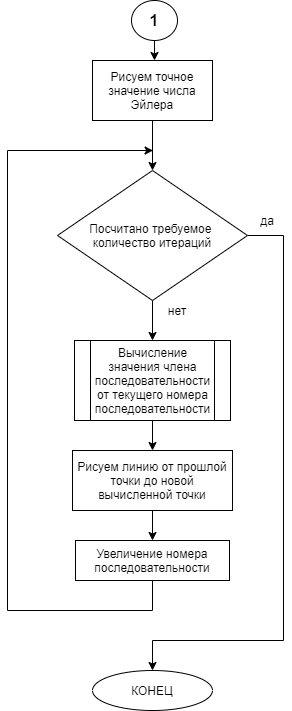 1
Рисуем точное
значение числа
Эйлера
Посчитано требуемое
количество итераций
да
нет
Вычисление
значения члена
последовательности
от текущего номера
последовательности
Рисуем линию от прошлой
точки до новой
вычисленной точки
Увеличение номера
последовательности
КОНЕЦ